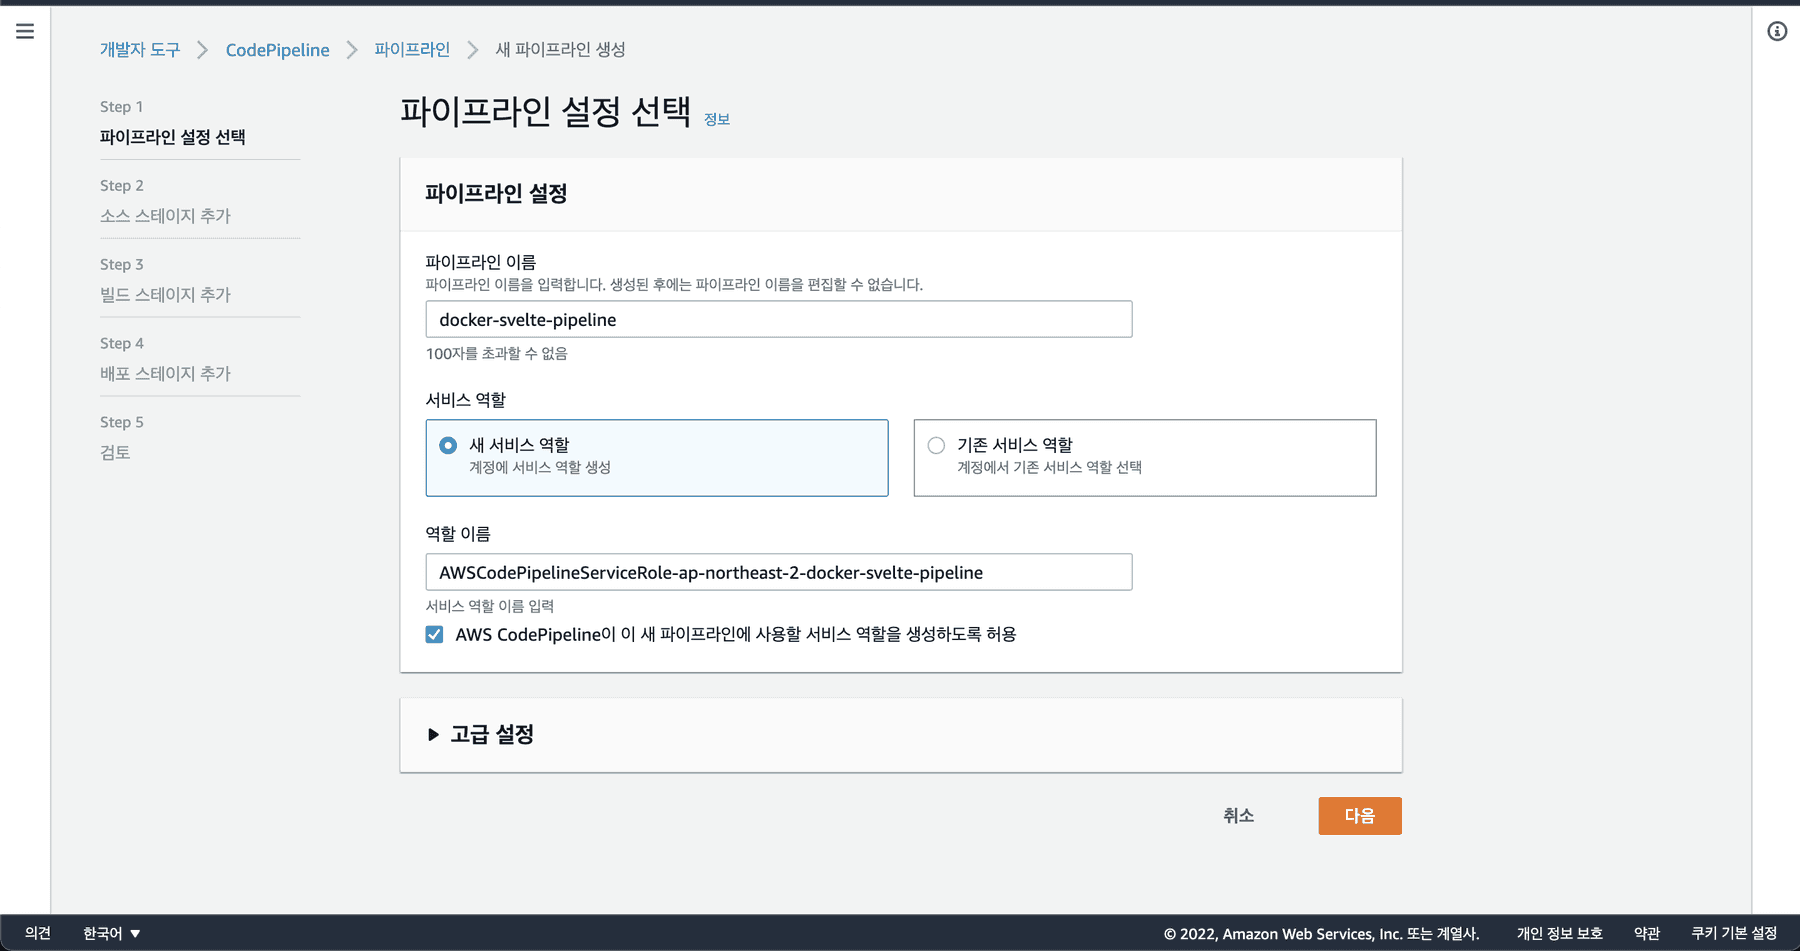 개발자 도구 > CodePipeline > 파이프라인 > 새 파이프라인 생성
Step 1
파이프라인 설정 선택
Step 2
소스 스테이지 추가
Step 3
빌드 스테이지 추가
Step 4
배포 스테이지 추가
Step 5
검토
파이프라인 설정 선택 정보
파이프라인 설정
파이프라인 이름
파이프라인 이름을 입력합니다. 생성된 후에는 파이프라인 이름을 편집할 수 없습니다.
docker-svelte-pipeline
100자를 초과할 수 없음
서비스 역할
새 서비스 역할
계정에 서비스 역할 생성
기존 서비스 역할
계정에서 기존 서비스 역할 선택
역할 이름
AWSCodePipelineServiceRole-ap-northeast-2-docker-svelte-pipeline
서비스 역할 이름 입력
AWS CodePipeline이 이 새 파이프라인에 사용할 서비스 역할을 생성하도록 허용
▶ 고급 설정
취소 다음
의견 한국어 ▼ © 2022, Amazon Web Services, Inc. 또는 계열사. 개인 정보 보호 약관 쿠키 기본 설정